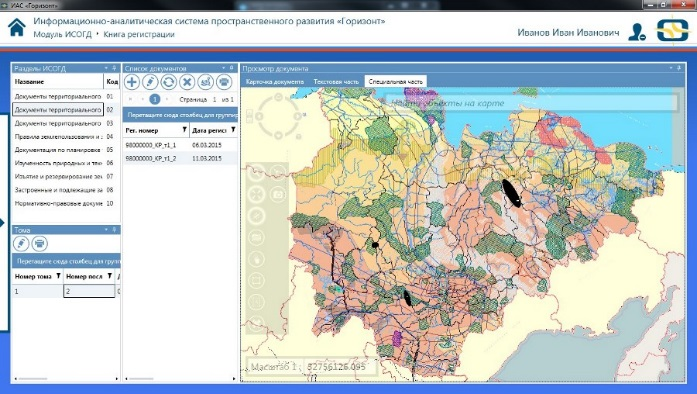 ИАС «Горизонт»
Информационно-аналитическая система пространственного развития «Горизонт»
Модуль ИСОГД ▸ Книга регистрации
Иванов Иван Иванович
Разделы ИСОГД
Название Код
Документы территориального 01
Документы территориального 02
Документы территориального 03
Правила землепользования и з 04
Документация по планировке 05
Изученность природных и техн 06
Изъятие и резервирование зем 07
Застроенные и подлежащие за 08
Нормативно-правовые докуме 10
Тома
Перетащите сюда столбец для групп
Номер тома Номер посл
1 2
Список документов
Страница 1 из 1
Перетащите сюда столбец для группир
Рег. номер Дата регист
98000000_КР_т1_1 06.03.2015
98000000_КР_т1_2 11.03.2015
Просмотр документа
Карточка документа Текстовая часть Специальная часть
Найти объекты на карте
Масштаб 1 : 32756126.095